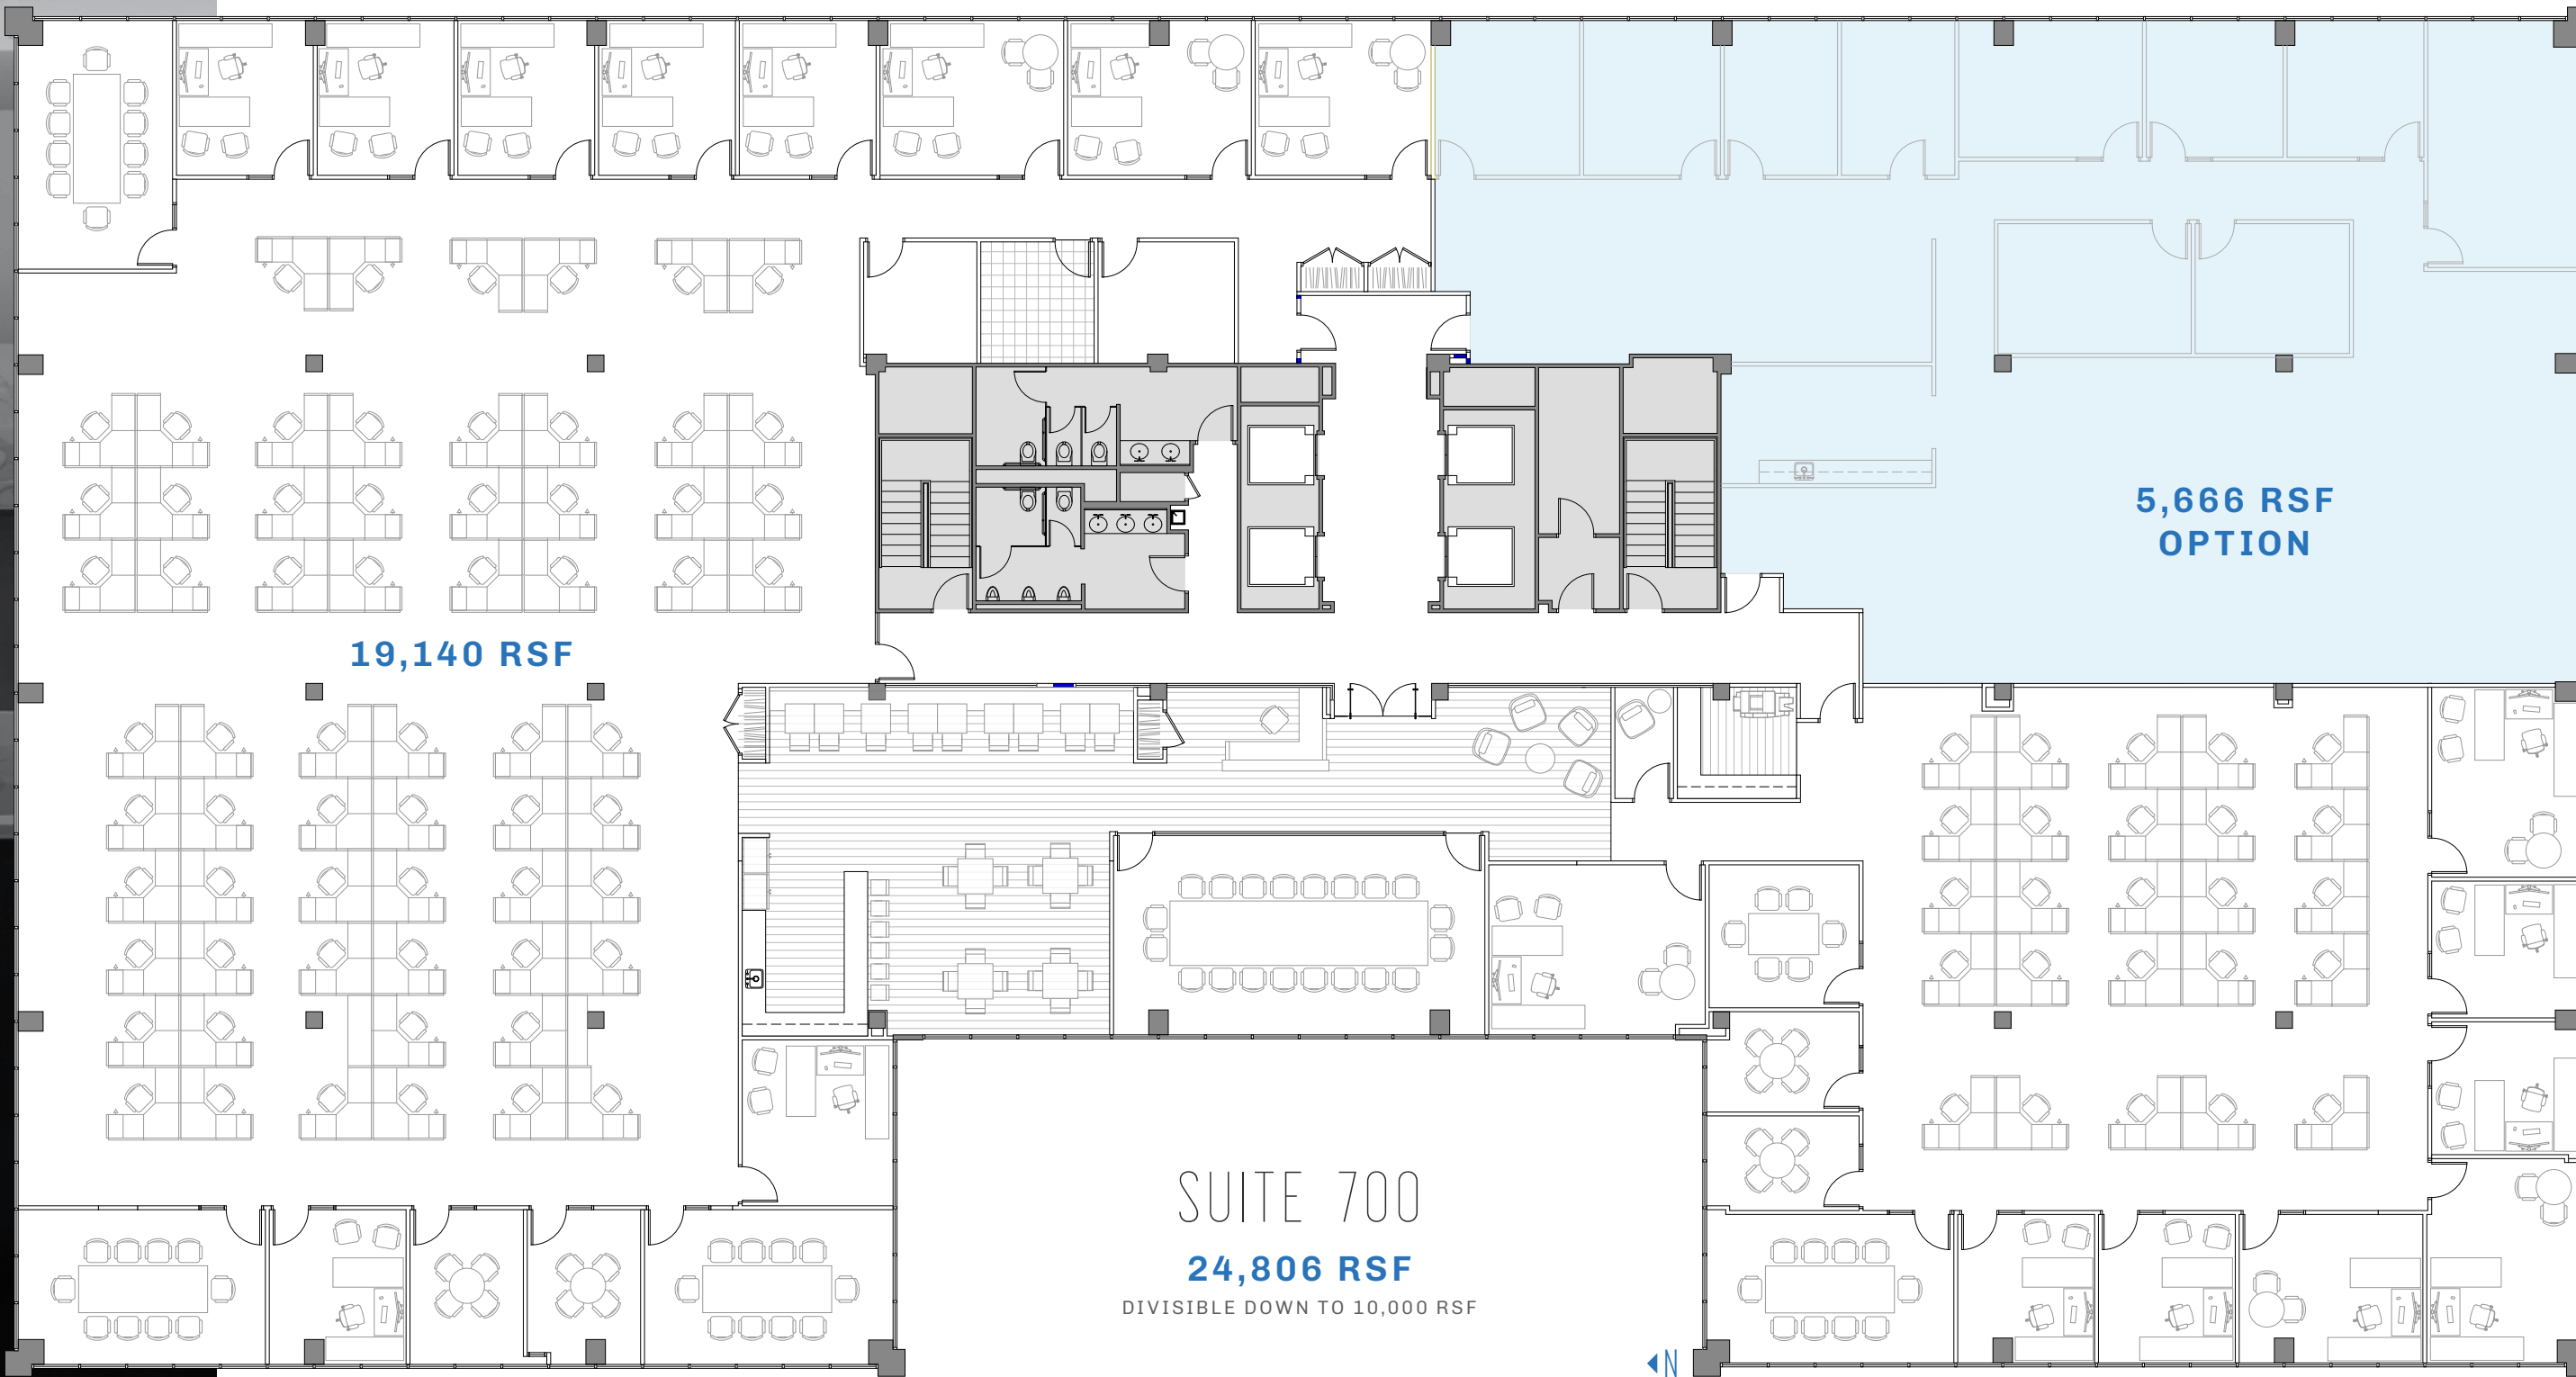 5,666 RSF
OPTION
19,140 RSF
SUITE 700
24,806 RSF
DIVISIBLE DOWN TO 10,000 RSF
N